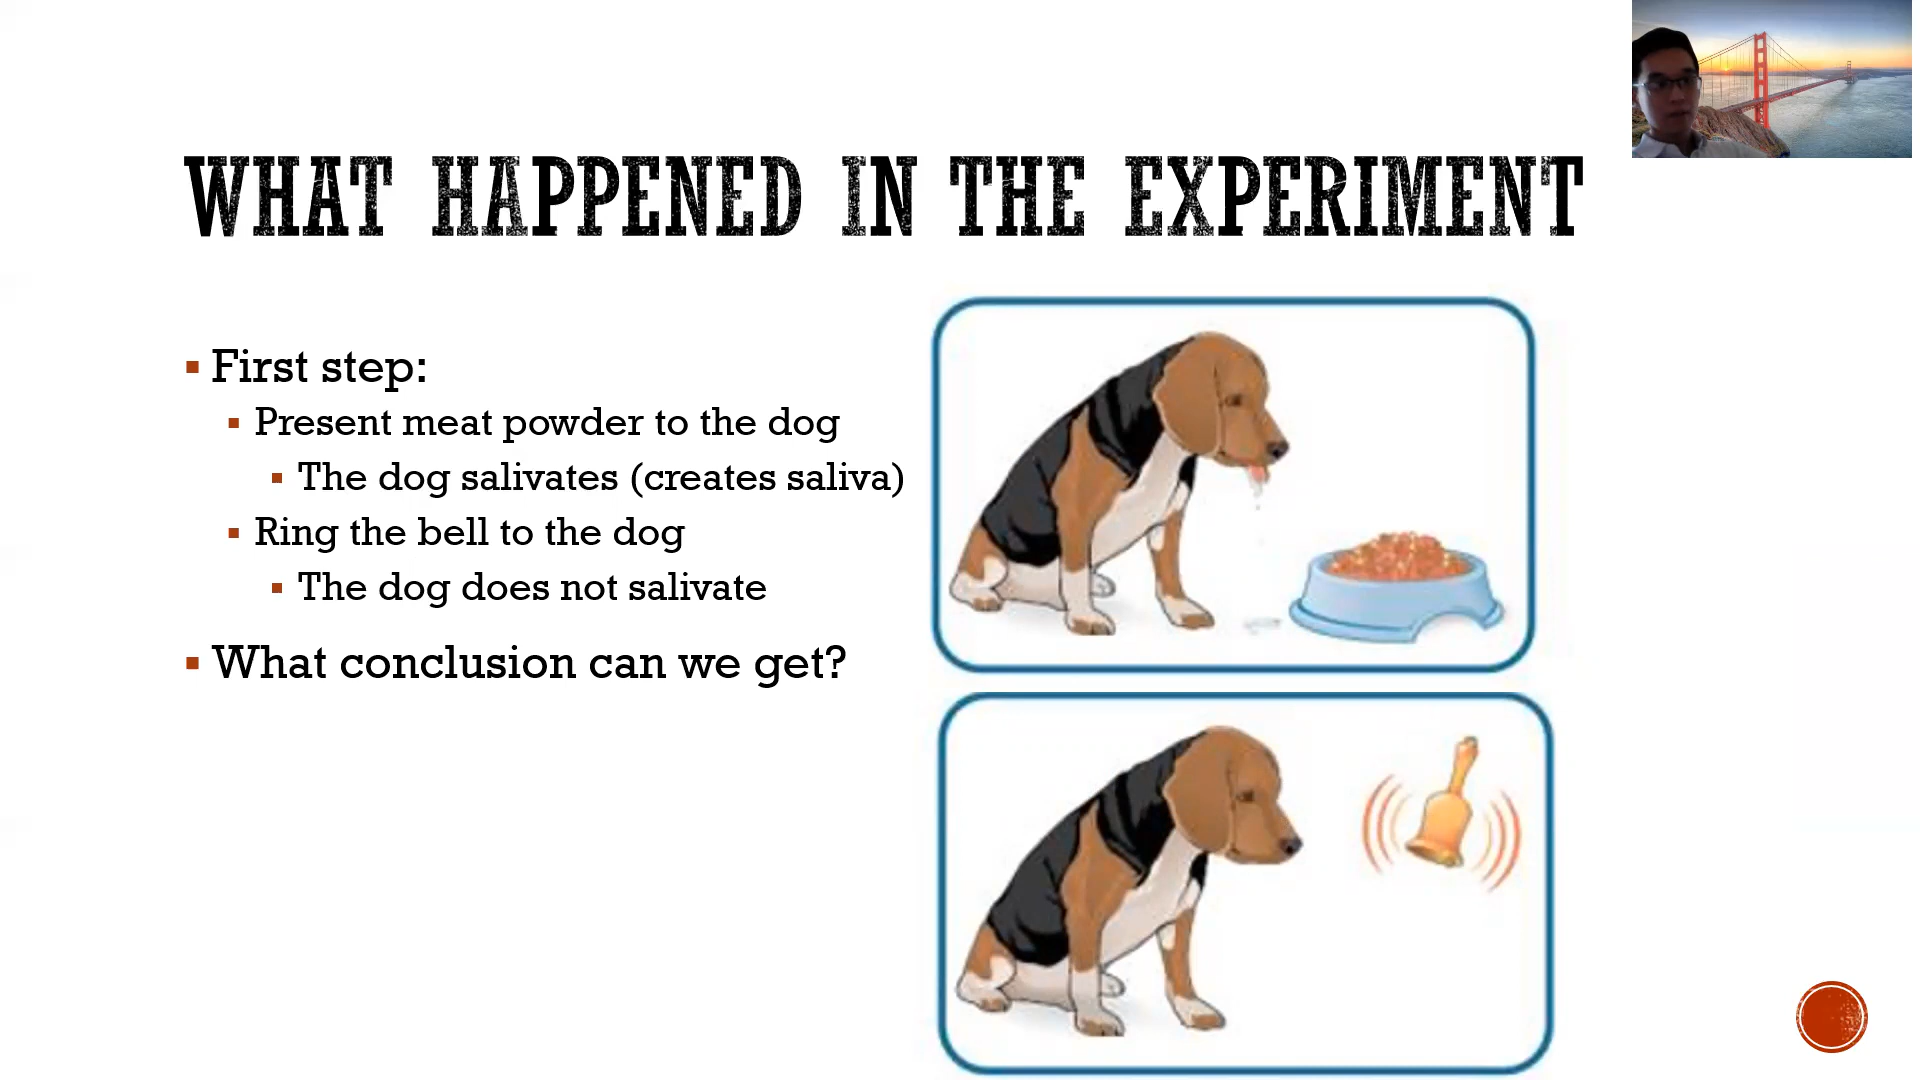 WHAT HAPPENED IN THE EXPERIMENT
First step:
Present meat powder to the dog
The dog salivates (creates saliva)
Ring the bell to the dog
The dog does not salivate
What conclusion can we get?